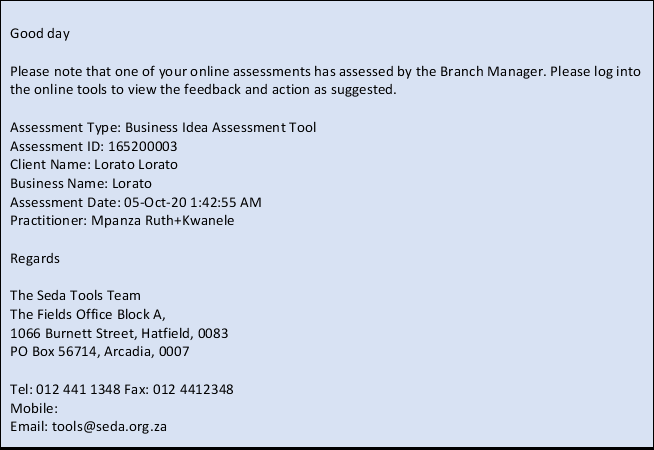 Good day
Please note that one of your online assessments has assessed by the Branch Manager. Please log into
the online tools to view the feedback and action as suggested.
Assessment Type: Business Idea Assessment Tool
Assessment ID: 165200003
Client Name: Lorato Lorato
Business Name: Lorato
Assessment Date: 05-Oct-20 1:42:55 AM
Practitioner: Mpanza Ruth+Kwanele
Regards
The Seda Tools Team
The Fields Office Block A,
1066 Burnett Street, Hatfield, 0083
PO Box 56714, Arcadia, 0007
Tel: 012 441 1348 Fax: 012 4412348
Mobile:
Email: tools@seda.org.za